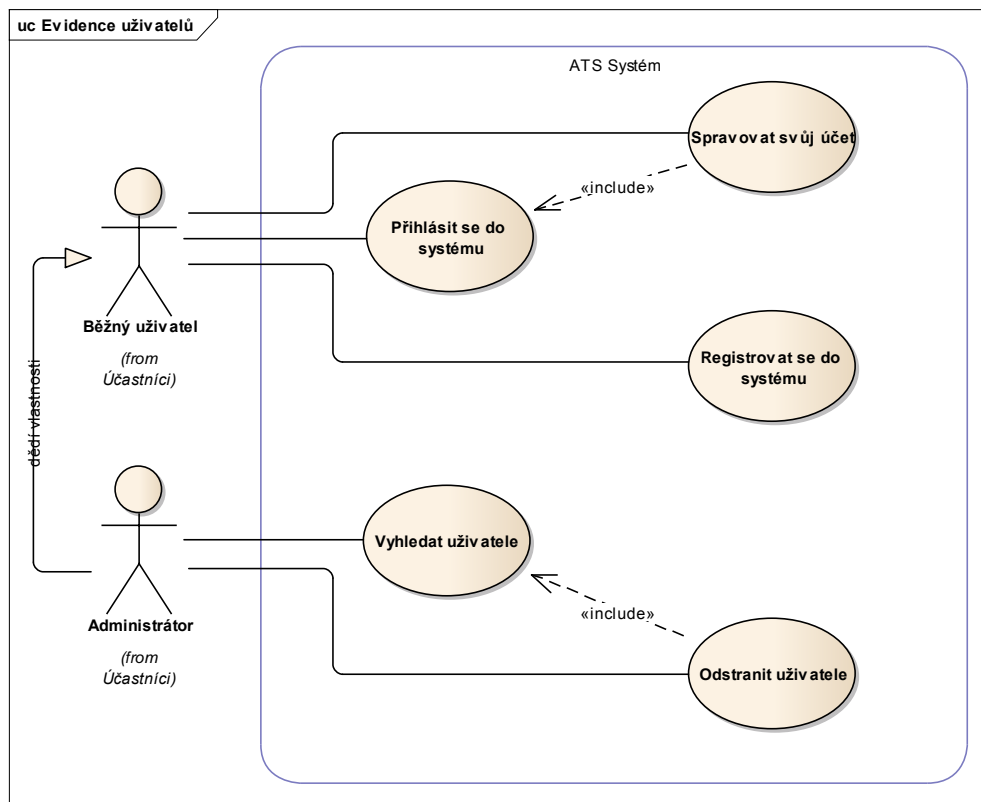 uc Evidence uživatelů
ATS Systém
Spravovat svůj účet
«include»
Přihlásit se do
systému
Běžný uživatel
(from
Účastníci)
Registrovat se do
systému
dědí vlastnosti
Vyhledat uživatele
«include»
Administrátor
(from
Účastníci)
Odstranit uživatele